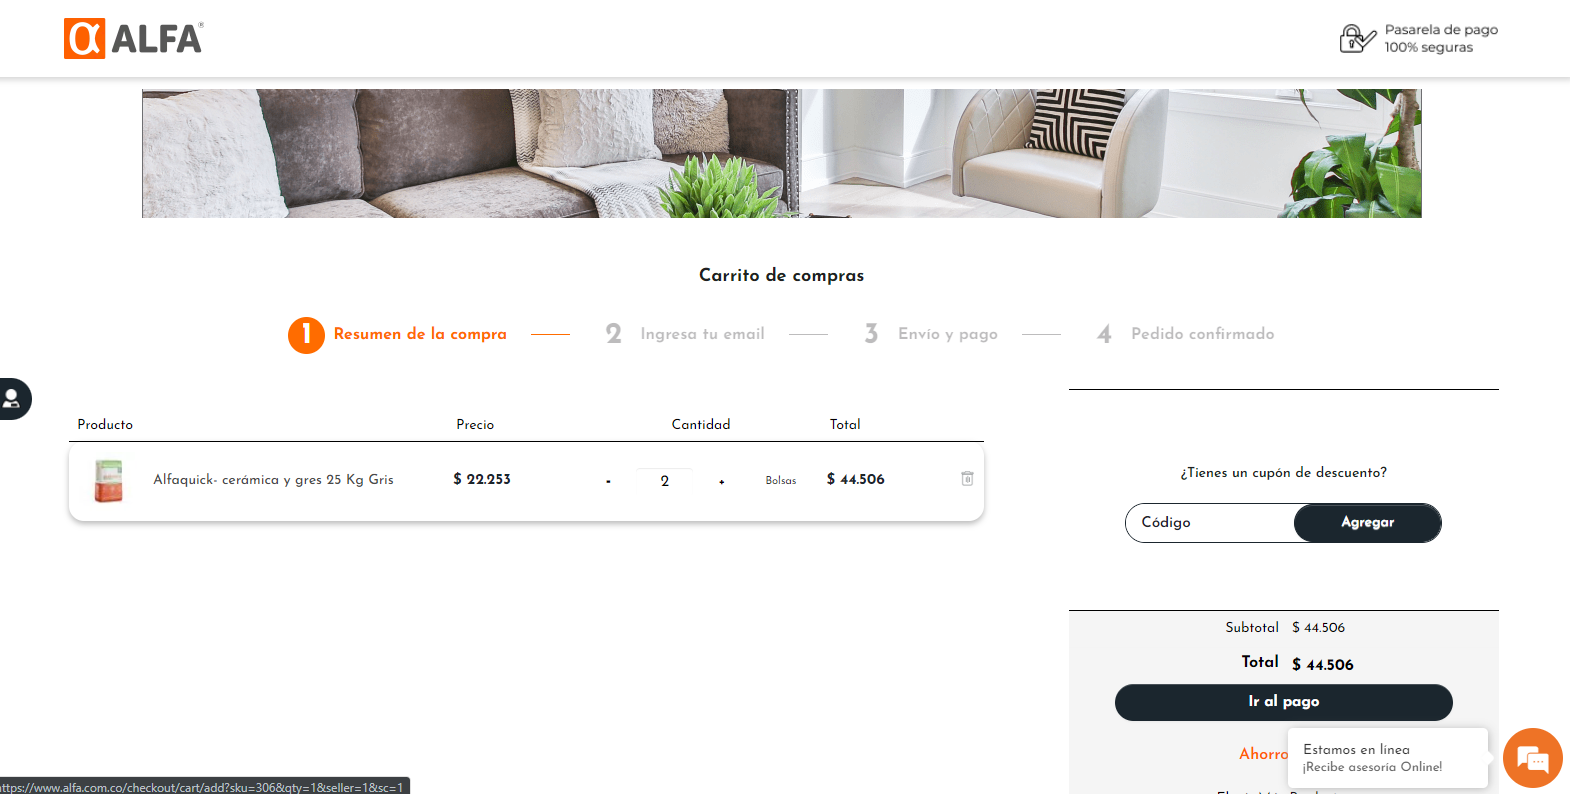 α ALFA®
Pasarela de pago
100% seguras
Carrito de compras
1 Resumen de la compra
2 Ingresa tu email
3 Envío y pago
4 Pedido confirmado
Producto Precio Cantidad Total
Alfaquick- cerámica y gres 25 Kg Gris $ 22.253 - 2 + Bolsas $ 44.506
¿Tienes un cupón de descuento?
Código Agregar
Subtotal $ 44.506
Total $ 44.506
Ir al pago
Ahorro
Estamos en línea
¡Recibe asesoría Online!
ttps://www.alfa.com.co/checkout/cart/add?sku=306&qty=1&seller=1&sc=1